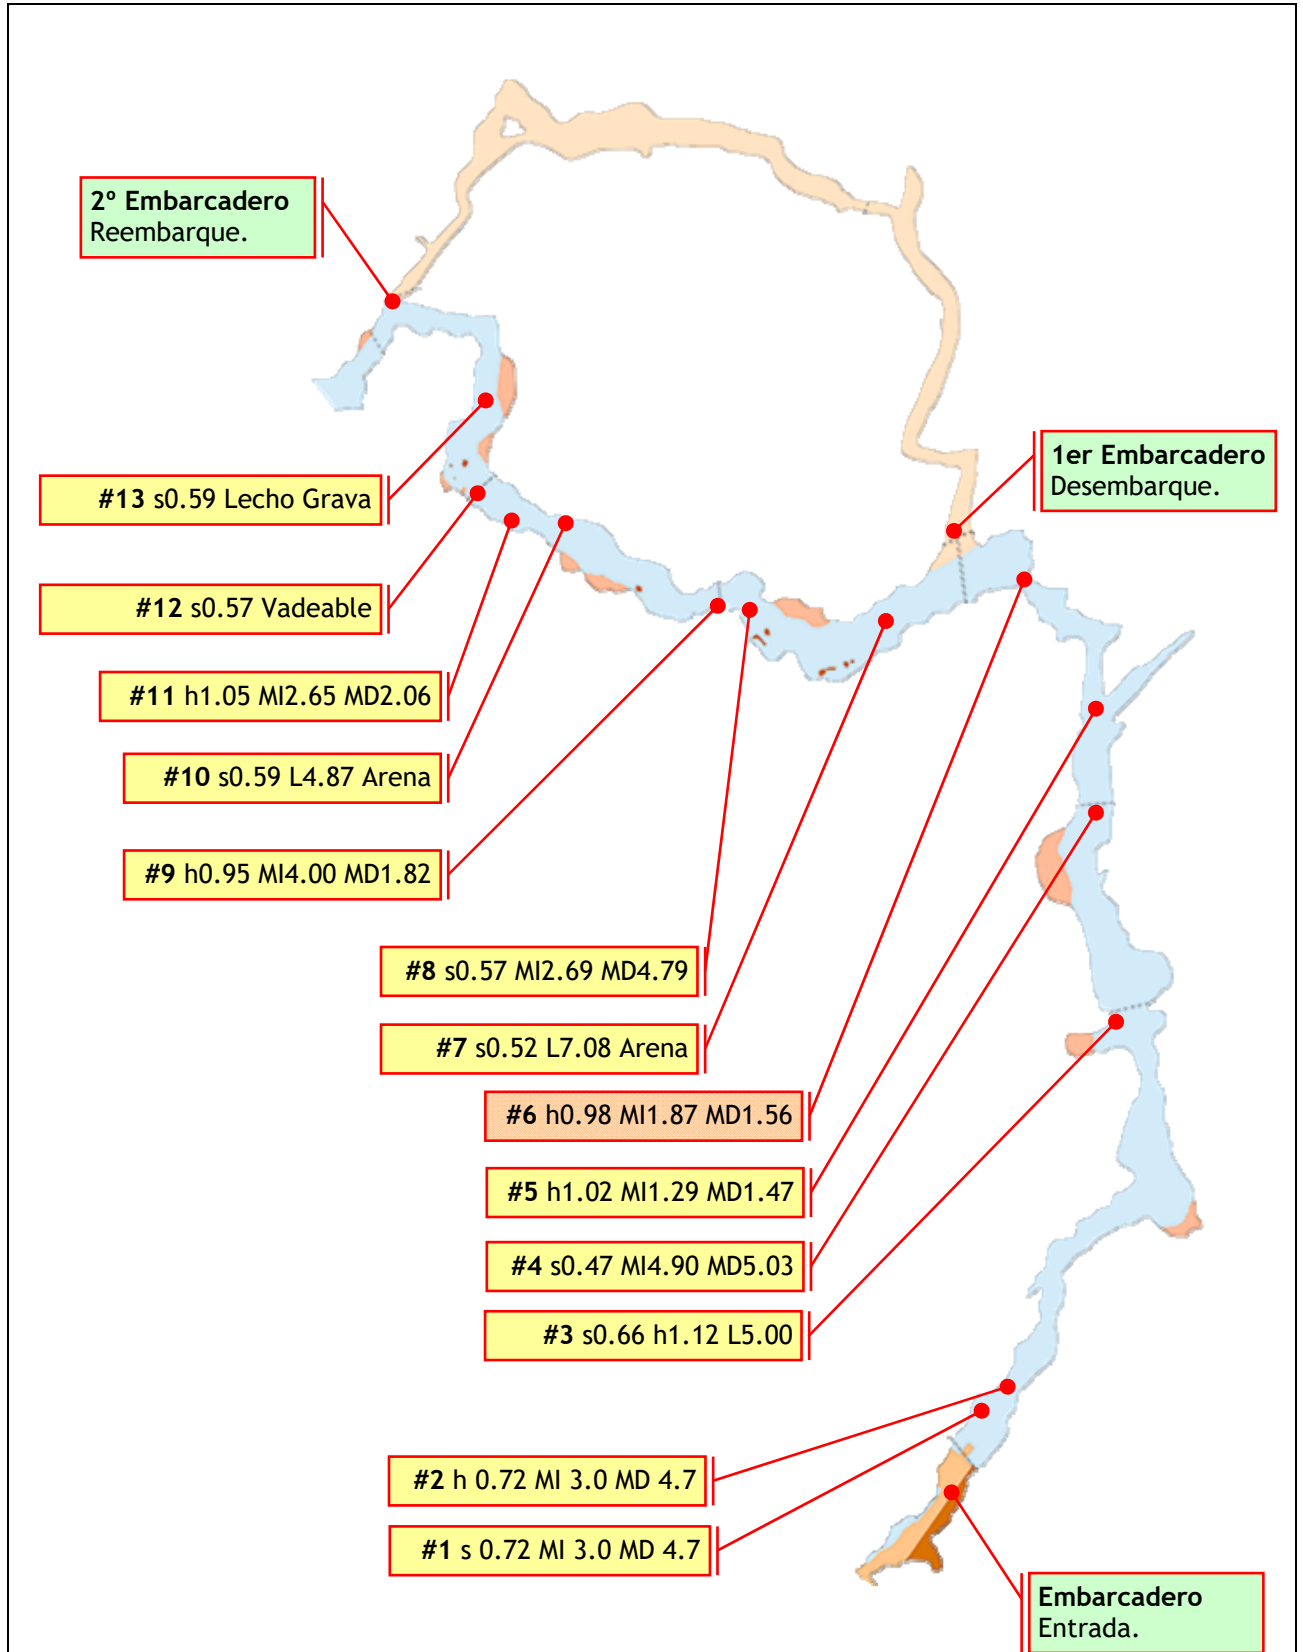 2º Embarcadero
Reembarque.
1er Embarcadero
Desembarque.
#13 s0.59 Lecho Grava
#12 s0.57 Vadeable
#11 h1.05 MI2.65 MD2.06
#10 s0.59 L4.87 Arena
#9 h0.95 MI4.00 MD1.82
#8 s0.57 MI2.69 MD4.79
#7 s0.52 L7.08 Arena
#6 h0.98 MI1.87 MD1.56
#5 h1.02 MI1.29 MD1.47
#4 s0.47 MI4.90 MD5.03
#3 s0.66 h1.12 L5.00
#2 h 0.72 MI 3.0 MD 4.7
#1 s 0.72 MI 3.0 MD 4.7
Embarcadero
Entrada.